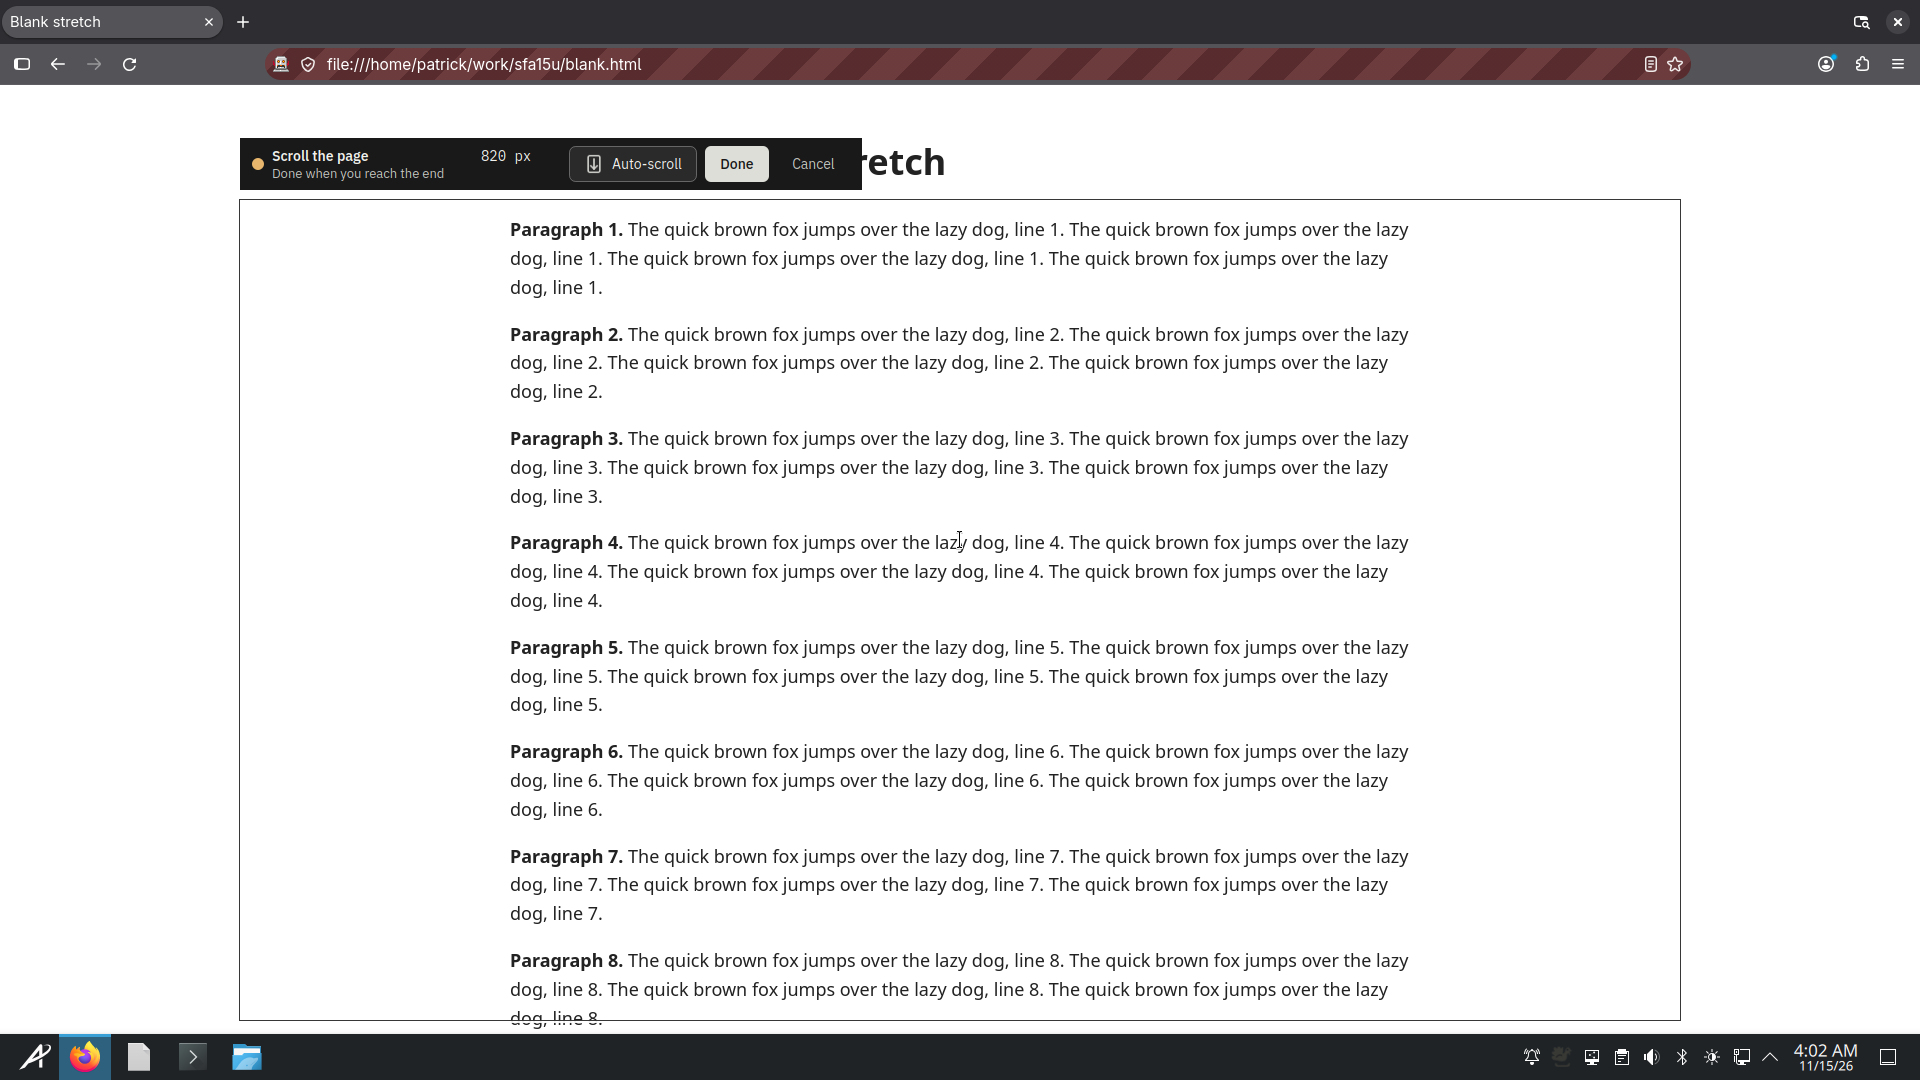 Blank stretch
file:///home/patrick/work/sfa15u/blank.html
Scroll the page
Done when you reach the end
820 px
Auto-scroll
Done
Cancel
retch
Paragraph 1. The quick brown fox jumps over the lazy dog, line 1. The quick brown fox jumps over the lazy
dog, line 1. The quick brown fox jumps over the lazy dog, line 1. The quick brown fox jumps over the lazy
dog, line 1.
Paragraph 2. The quick brown fox jumps over the lazy dog, line 2. The quick brown fox jumps over the lazy
dog, line 2. The quick brown fox jumps over the lazy dog, line 2. The quick brown fox jumps over the lazy
dog, line 2.
Paragraph 3. The quick brown fox jumps over the lazy dog, line 3. The quick brown fox jumps over the lazy
dog, line 3. The quick brown fox jumps over the lazy dog, line 3. The quick brown fox jumps over the lazy
dog, line 3.
Paragraph 4. The quick brown fox jumps over the lazy dog, line 4. The quick brown fox jumps over the lazy
dog, line 4. The quick brown fox jumps over the lazy dog, line 4. The quick brown fox jumps over the lazy
dog, line 4.
Paragraph 5. The quick brown fox jumps over the lazy dog, line 5. The quick brown fox jumps over the lazy
dog, line 5. The quick brown fox jumps over the lazy dog, line 5. The quick brown fox jumps over the lazy
dog, line 5.
Paragraph 6. The quick brown fox jumps over the lazy dog, line 6. The quick brown fox jumps over the lazy
dog, line 6. The quick brown fox jumps over the lazy dog, line 6. The quick brown fox jumps over the lazy
dog, line 6.
Paragraph 7. The quick brown fox jumps over the lazy dog, line 7. The quick brown fox jumps over the lazy
dog, line 7. The quick brown fox jumps over the lazy dog, line 7. The quick brown fox jumps over the lazy
dog, line 7.
Paragraph 8. The quick brown fox jumps over the lazy dog, line 8. The quick brown fox jumps over the lazy
dog, line 8. The quick brown fox jumps over the lazy dog, line 8. The quick brown fox jumps over the lazy
dog, line 8.
4:02 AM
11/15/26